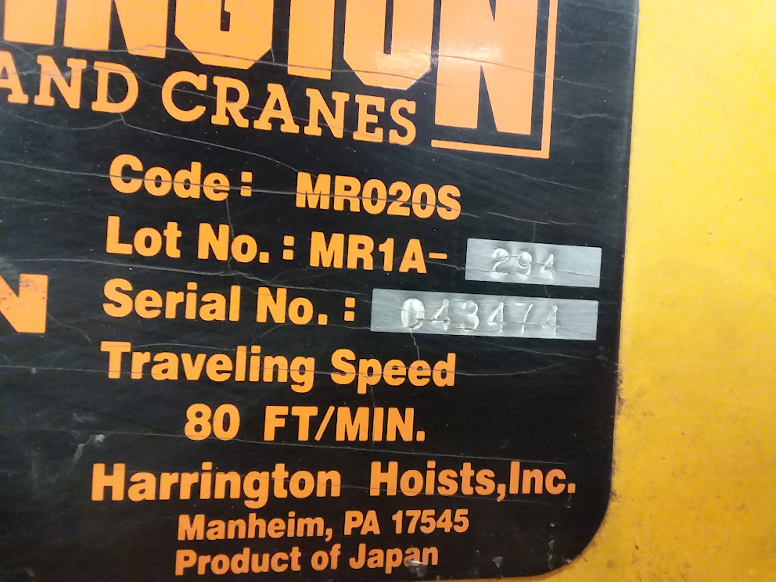 INGTON
AND CRANES
Code: MR020S
Lot No.: MR1A- 294
Serial No.: 043474
N
Traveling Speed
80 FT/MIN.
Harrington Hoists,Inc.
Manheim, PA 17545
Product of Japan